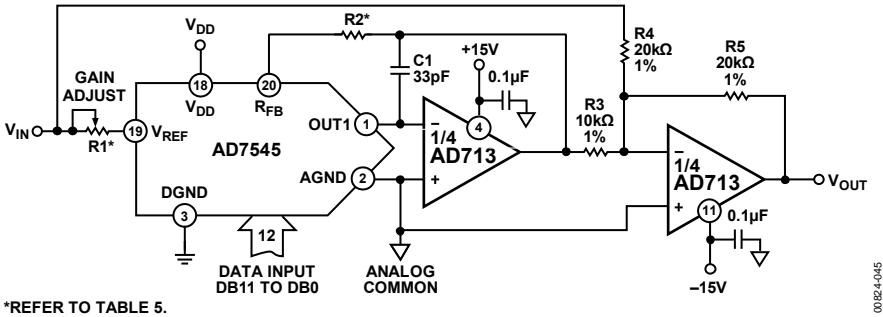 V_DD
R2*
R4
20kΩ
1%
R5
20kΩ
1%
+15V
0.1µF
C1
33pF
GAIN
ADJUST
18
V_DD
20
R_FB
V_IN
R1*
19
V_REF
OUT1
1
4
R3
10kΩ
1%
AD7545
–
1/4
AD713
+
–
1/4
AD713
+
V_OUT
AGND
2
DGND
3
11
0.1µF
12
DATA INPUT
DB11 TO DB0
ANALOG
COMMON
–15V
*REFER TO TABLE 5.
00824-045